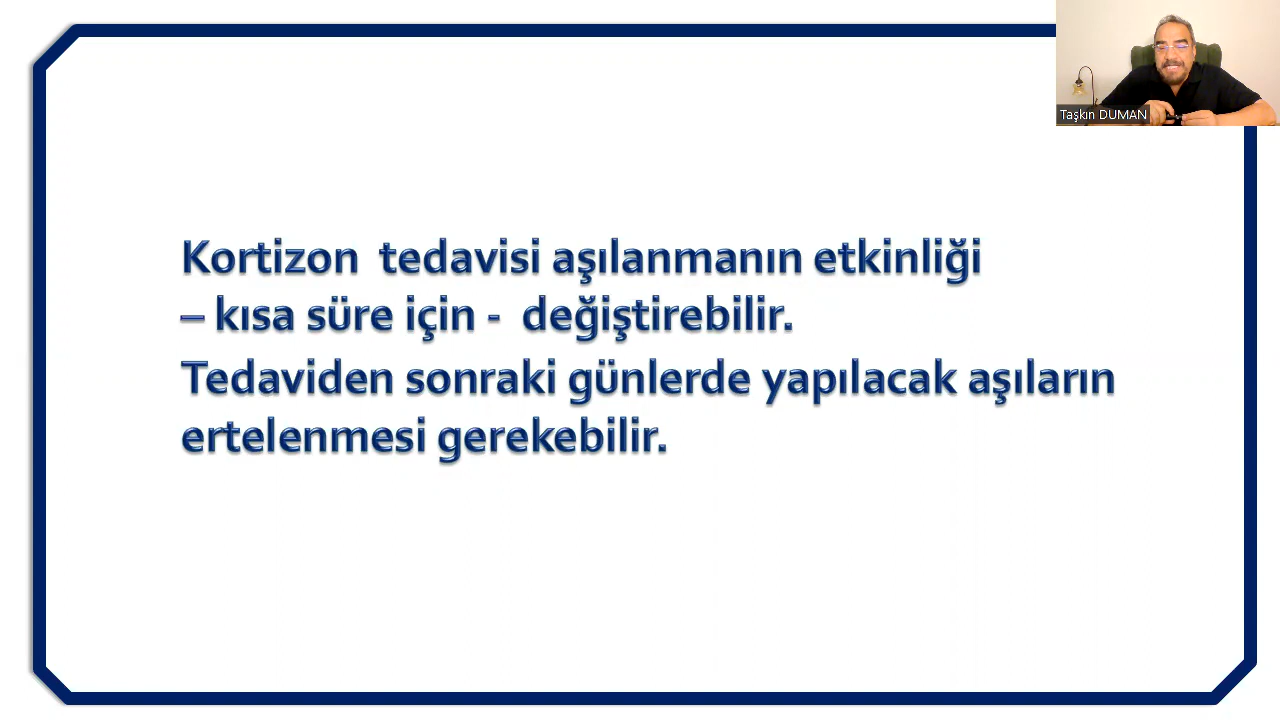 Taşkın DUMAN
Kortizon tedavisi aşılanmanın etkinliği
– kısa süre için - değiştirebilir.
Tedaviden sonraki günlerde yapılacak aşıların
ertelenmesi gerekebilir.